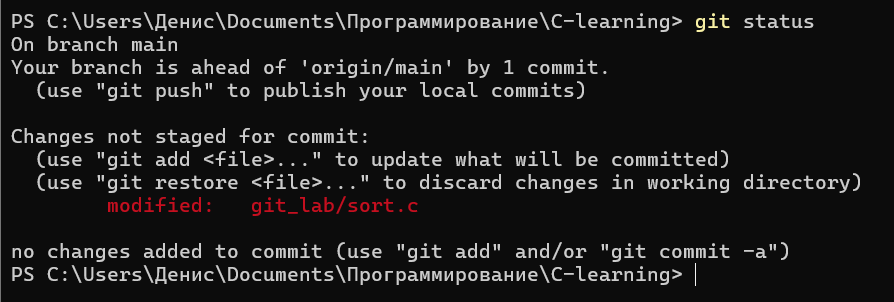 PS C:\Users\Денис\Documents\Программирование\C-learning> git status
On branch main
Your branch is ahead of 'origin/main' by 1 commit.
  (use "git push" to publish your local commits)

Changes not staged for commit:
  (use "git add <file>..." to update what will be committed)
  (use "git restore <file>..." to discard changes in working directory)
        modified:   git_lab/sort.c

no changes added to commit (use "git add" and/or "git commit -a")
PS C:\Users\Денис\Documents\Программирование\C-learning>